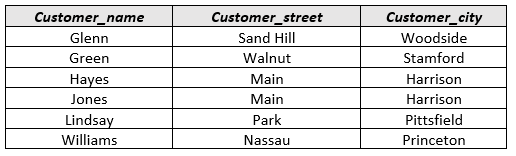 Customer_name Customer_street Customer_city
Glenn Sand Hill Woodside
Green Walnut Stamford
Hayes Main Harrison
Jones Main Harrison
Lindsay Park Pittsfield
Williams Nassau Princeton